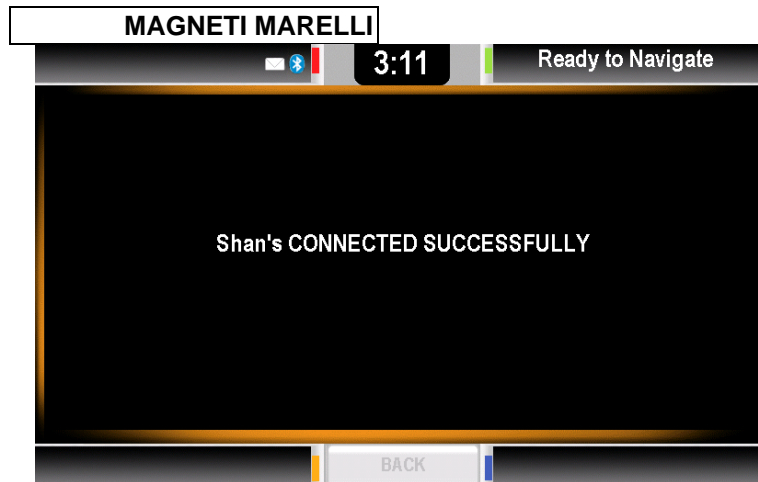 MAGNETI MARELLI
3:11
Ready to Navigate
Shan's CONNECTED SUCCESSFULLY
BACK